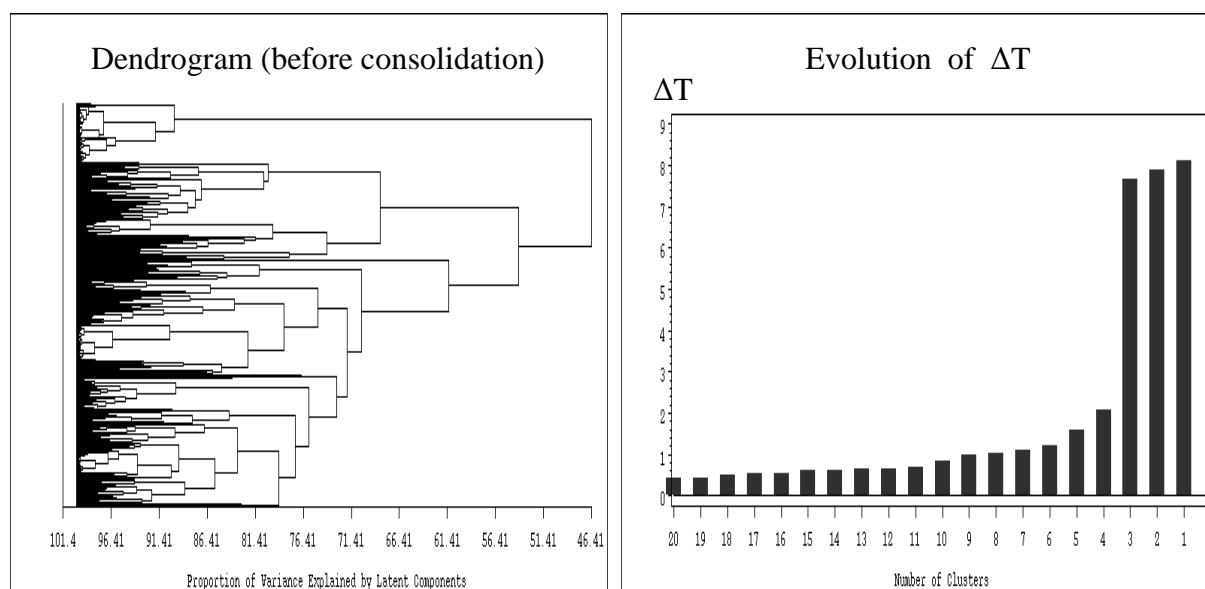 Dendrogram (before consolidation)
101.4 96.41 91.41 86.41 81.41 76.41 71.41 66.41 61.41 56.41 51.41 46.41
Proportion of Variance Explained by Latent Components
Evolution of ΔT
ΔT
9
8
7
6
5
4
3
2
1
0
20 19 18 17 16 15 14 13 12 11 10 9 8 7 6 5 4 3 2 1
Number of Clusters